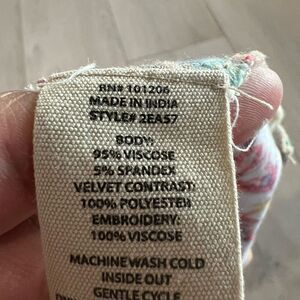 RN# 101206
MADE IN INDIA
STYLE# 2EA57
BODY:
95% VISCOSE
5% SPANDEX
VELVET CONTRAST:
100% POLYESTER
EMBROIDERY:
100% VISCOSE
MACHINE WASH COLD
INSIDE OUT
GENTLE CYCLE